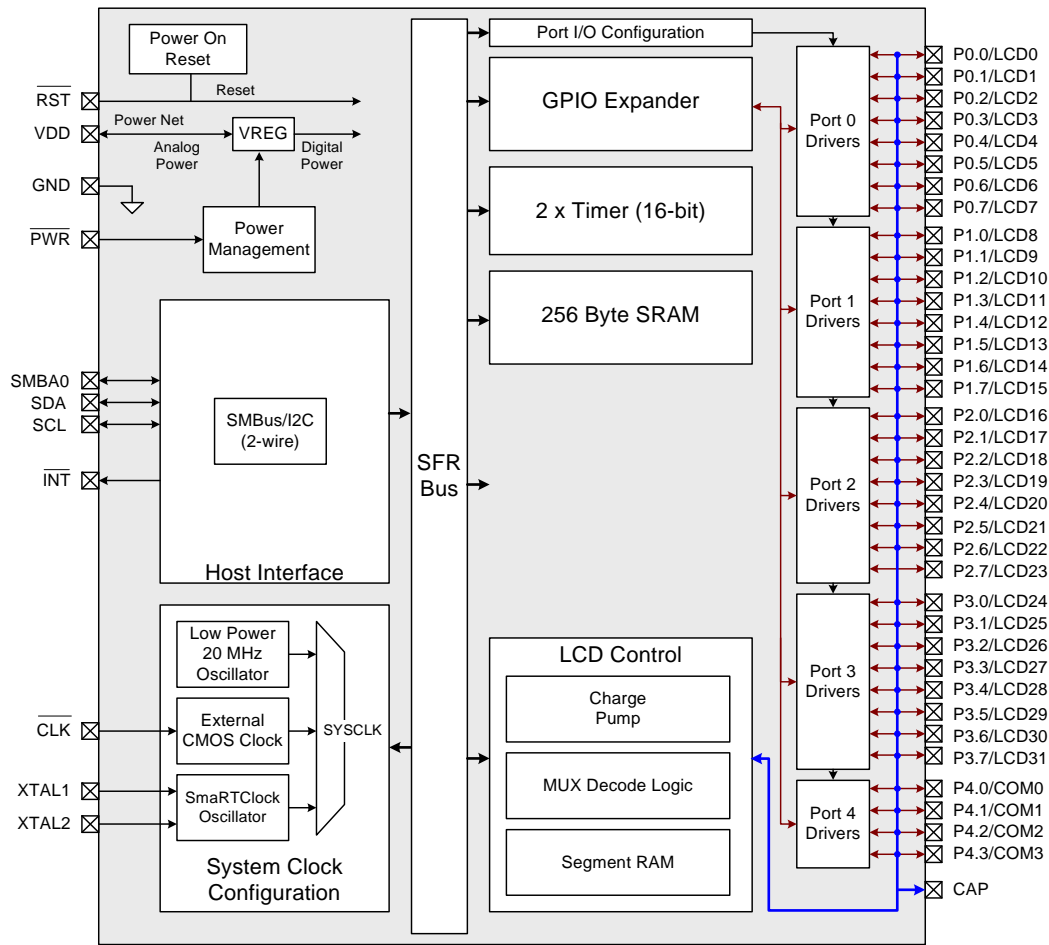 Power On
Reset
Reset
RST
VDD
Power Net
Analog
Power
VREG
Digital
Power
GND
PWR
Power
Management
SMBA0
SDA
SCL
INT
SMBus/I2C
(2-wire)
Host Interface
Low Power
20 MHz
Oscillator
External
CMOS Clock
SmaRTClock
Oscillator
SYSCLK
CLK
XTAL1
XTAL2
System Clock
Configuration
SFR
Bus
Port I/O Configuration
GPIO Expander
2 x Timer (16-bit)
256 Byte SRAM
LCD Control
Charge
Pump
MUX Decode Logic
Segment RAM
Port 0
Drivers
Port 1
Drivers
Port 2
Drivers
Port 3
Drivers
Port 4
Drivers
P0.0/LCD0
P0.1/LCD1
P0.2/LCD2
P0.3/LCD3
P0.4/LCD4
P0.5/LCD5
P0.6/LCD6
P0.7/LCD7
P1.0/LCD8
P1.1/LCD9
P1.2/LCD10
P1.3/LCD11
P1.4/LCD12
P1.5/LCD13
P1.6/LCD14
P1.7/LCD15
P2.0/LCD16
P2.1/LCD17
P2.2/LCD18
P2.3/LCD19
P2.4/LCD20
P2.5/LCD21
P2.6/LCD22
P2.7/LCD23
P3.0/LCD24
P3.1/LCD25
P3.2/LCD26
P3.3/LCD27
P3.4/LCD28
P3.5/LCD29
P3.6/LCD30
P3.7/LCD31
P4.0/COM0
P4.1/COM1
P4.2/COM2
P4.3/COM3
CAP